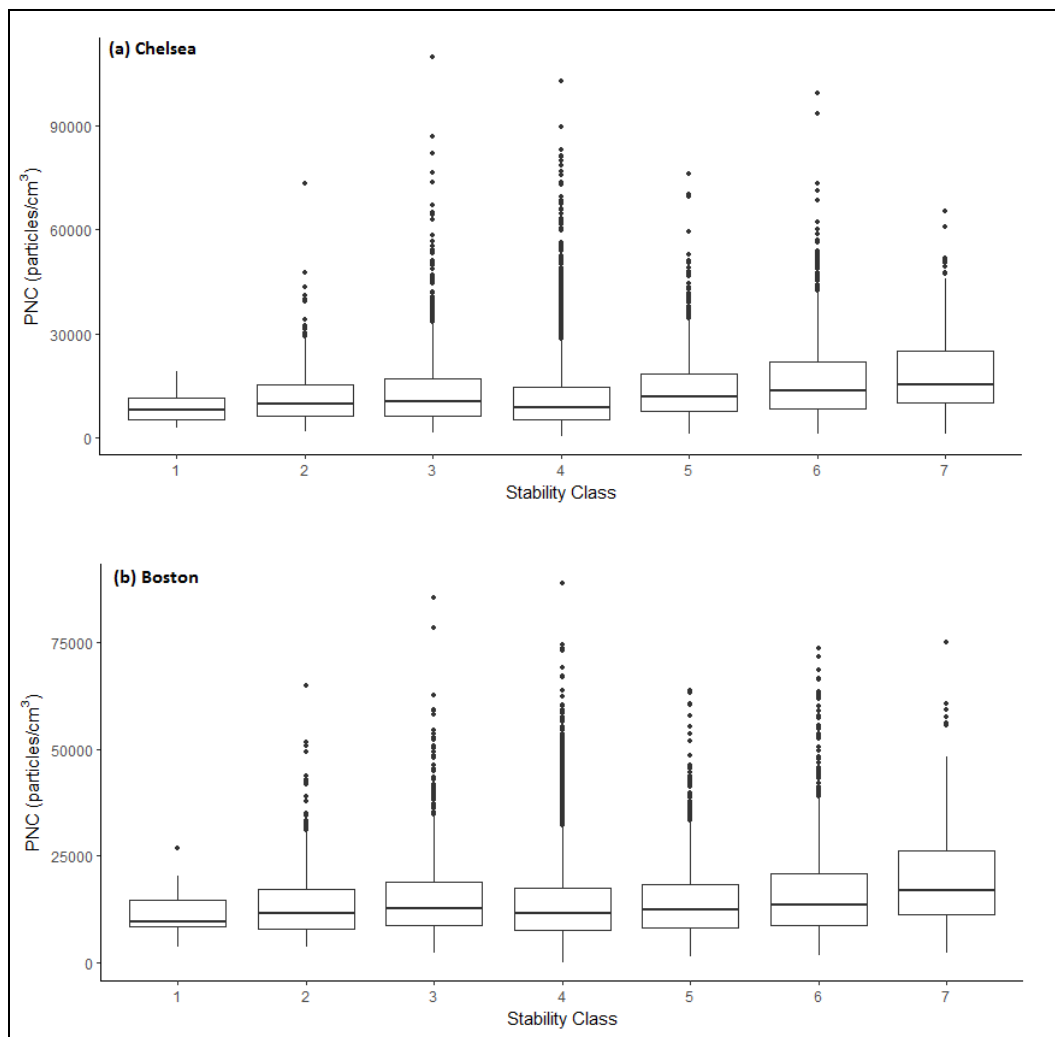 (a) Chelsea
90000
60000
30000
0
PNC (particles/cm³)
1 2 3 4 5 6 7
Stability Class
(b) Boston
75000
50000
25000
0
PNC (particles/cm³)
1 2 3 4 5 6 7
Stability Class